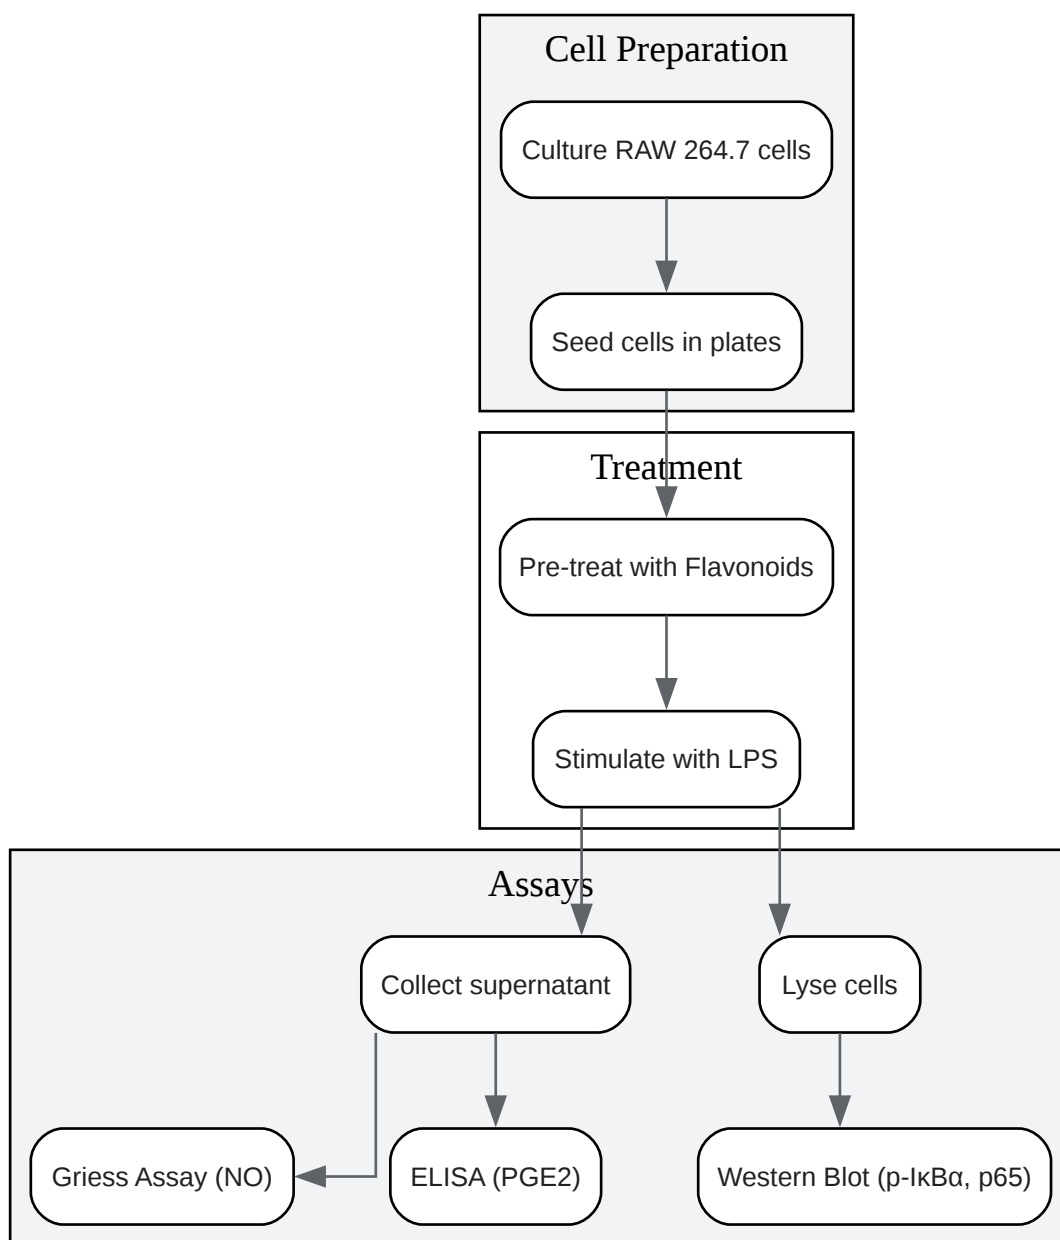 Cell Preparation
Culture RAW 264.7 cells
Seed cells in plates
Treatment
Pre-treat with Flavonoids
Stimulate with LPS
Assays
Collect supernatant
Lyse cells
Griess Assay (NO)
ELISA (PGE2)
Western Blot (p-IκBα, p65)